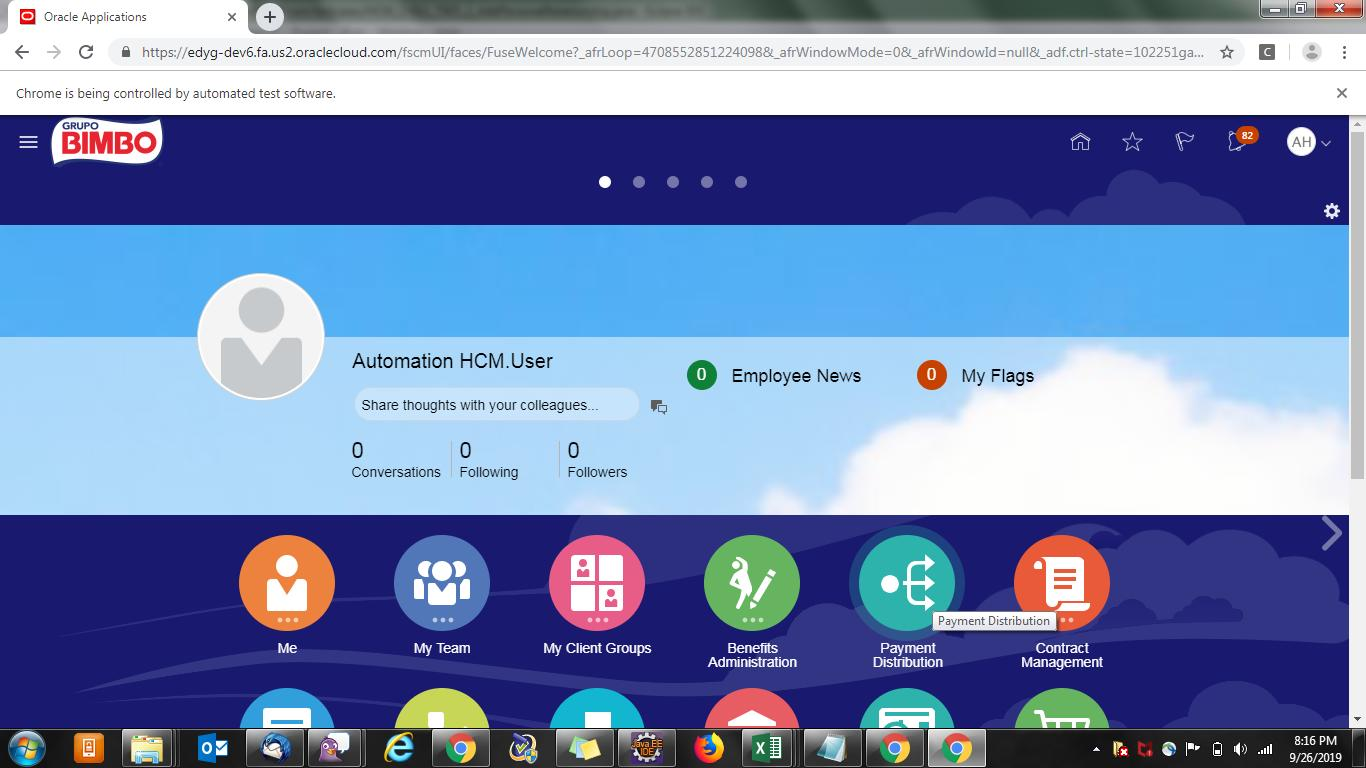 Oracle Applications
https://edyg-dev6.fa.us2.oraclecloud.com/fscmUI/faces/FuseWelcome?_afrLoop=47085528512240​98&_afrWindowMode=0&_afrWindowId=null&_adf.ctrl-state=102251ga...
C
Chrome is being controlled by automated test software.
GRUPO
BIMBO
82
AH
Automation HCM.User
0 Employee News
0 My Flags
Share thoughts with your colleagues...
0 0 0
Conversations Following Followers
Me
My Team
My Client Groups
Benefits
Administration
Payment
Distribution
Payment Distribution
Contract
Management
Java EE
IDE
8:16 PM
9/26/2019